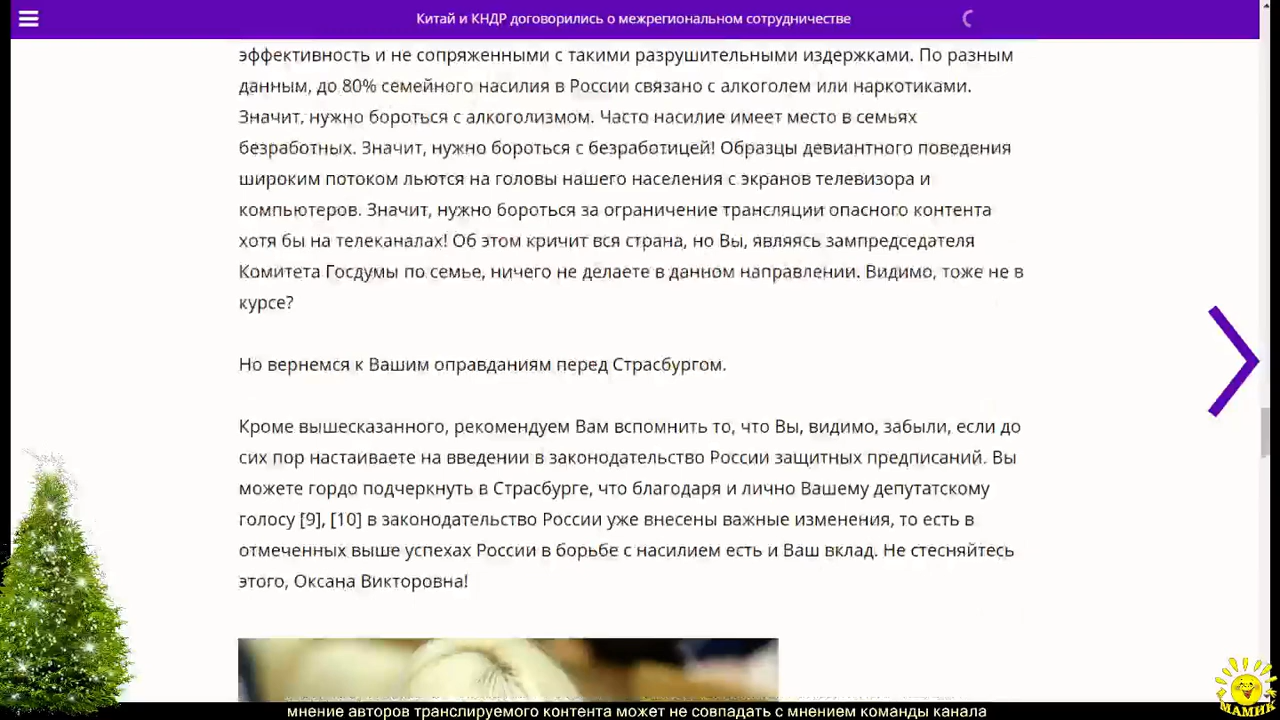 Китай и КНДР договорились о межрегиональном сотрудничестве
эффективность и не сопряженными с такими разрушительными издержками. По разным
данным, до 80% семейного насилия в России связано с алкоголем или наркотиками.
Значит, нужно бороться с алкоголизмом. Часто насилие имеет место в семьях
безработных. Значит, нужно бороться с безработицей! Образцы девиантного поведения
широким потоком льются на головы нашего населения с экранов телевизора и
компьютеров. Значит, нужно бороться за ограничение трансляции опасного контента
хотя бы на телеканалах! Об этом кричит вся страна, но Вы, являясь зампредседателя
Комитета Госдумы по семье, ничего не делаете в данном направлении. Видимо, тоже не в
курсе?
Но вернемся к Вашим оправданиям перед Страсбургом.
Кроме вышесказанного, рекомендуем Вам вспомнить то, что Вы, видимо, забыли, если до
сих пор настаиваете на введении в законодательство России защитных предписаний. Вы
можете гордо подчеркнуть в Страсбурге, что благодаря и лично Вашему депутатскому
голосу [9], [10] в законодательство России уже внесены важные изменения, то есть в
отмеченных выше успехах России в борьбе с насилием есть и Ваш вклад. Не стесняйтесь
этого, Оксана Викторовна!
МАМИК
мнение авторов транслируемого контента может не совпадать с мнением команды канала